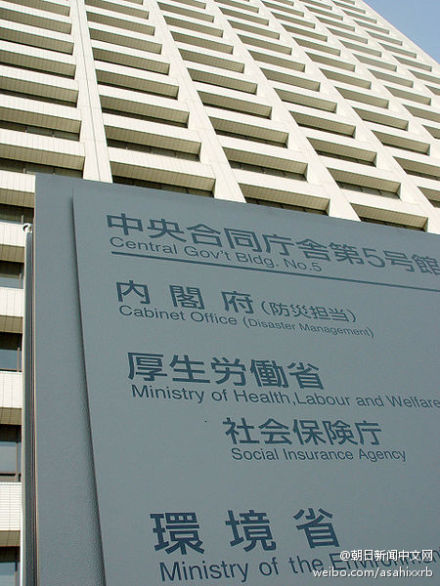 中央合同庁舎第5号館
Central Gov't Bldg. No.5
内閣府(防災担当)
Cabinet Office (Disaster Management)
厚生労働省
Ministry of Health,Labour and Welfare
社会保険庁
Social Insurance Agency
環境省
Ministry of the Environment
@朝日新闻中文网
weibo.com/asahixxrb